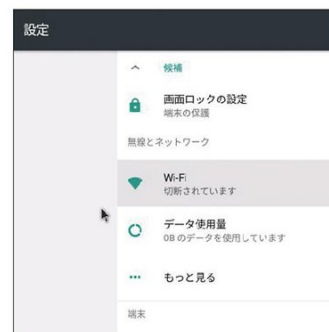 設定
候補
画面ロックの設定
端末の保護
無線とネットワーク
Wi-Fi
切断されています
データ使用量
0B のデータを使用しています
もっと見る
端末